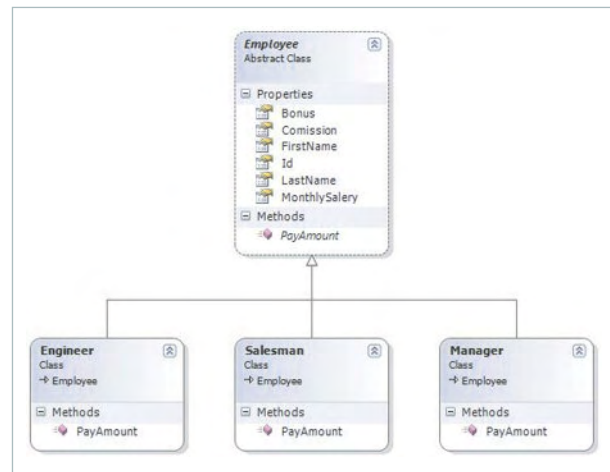 Employee
Abstract Class
Properties
Bonus
Comission
FirstName
Id
LastName
MonthlySalery
Methods
PayAmount
Engineer
Class
Employee
Methods
PayAmount
Salesman
Class
Employee
Methods
PayAmount
Manager
Class
Employee
Methods
PayAmount